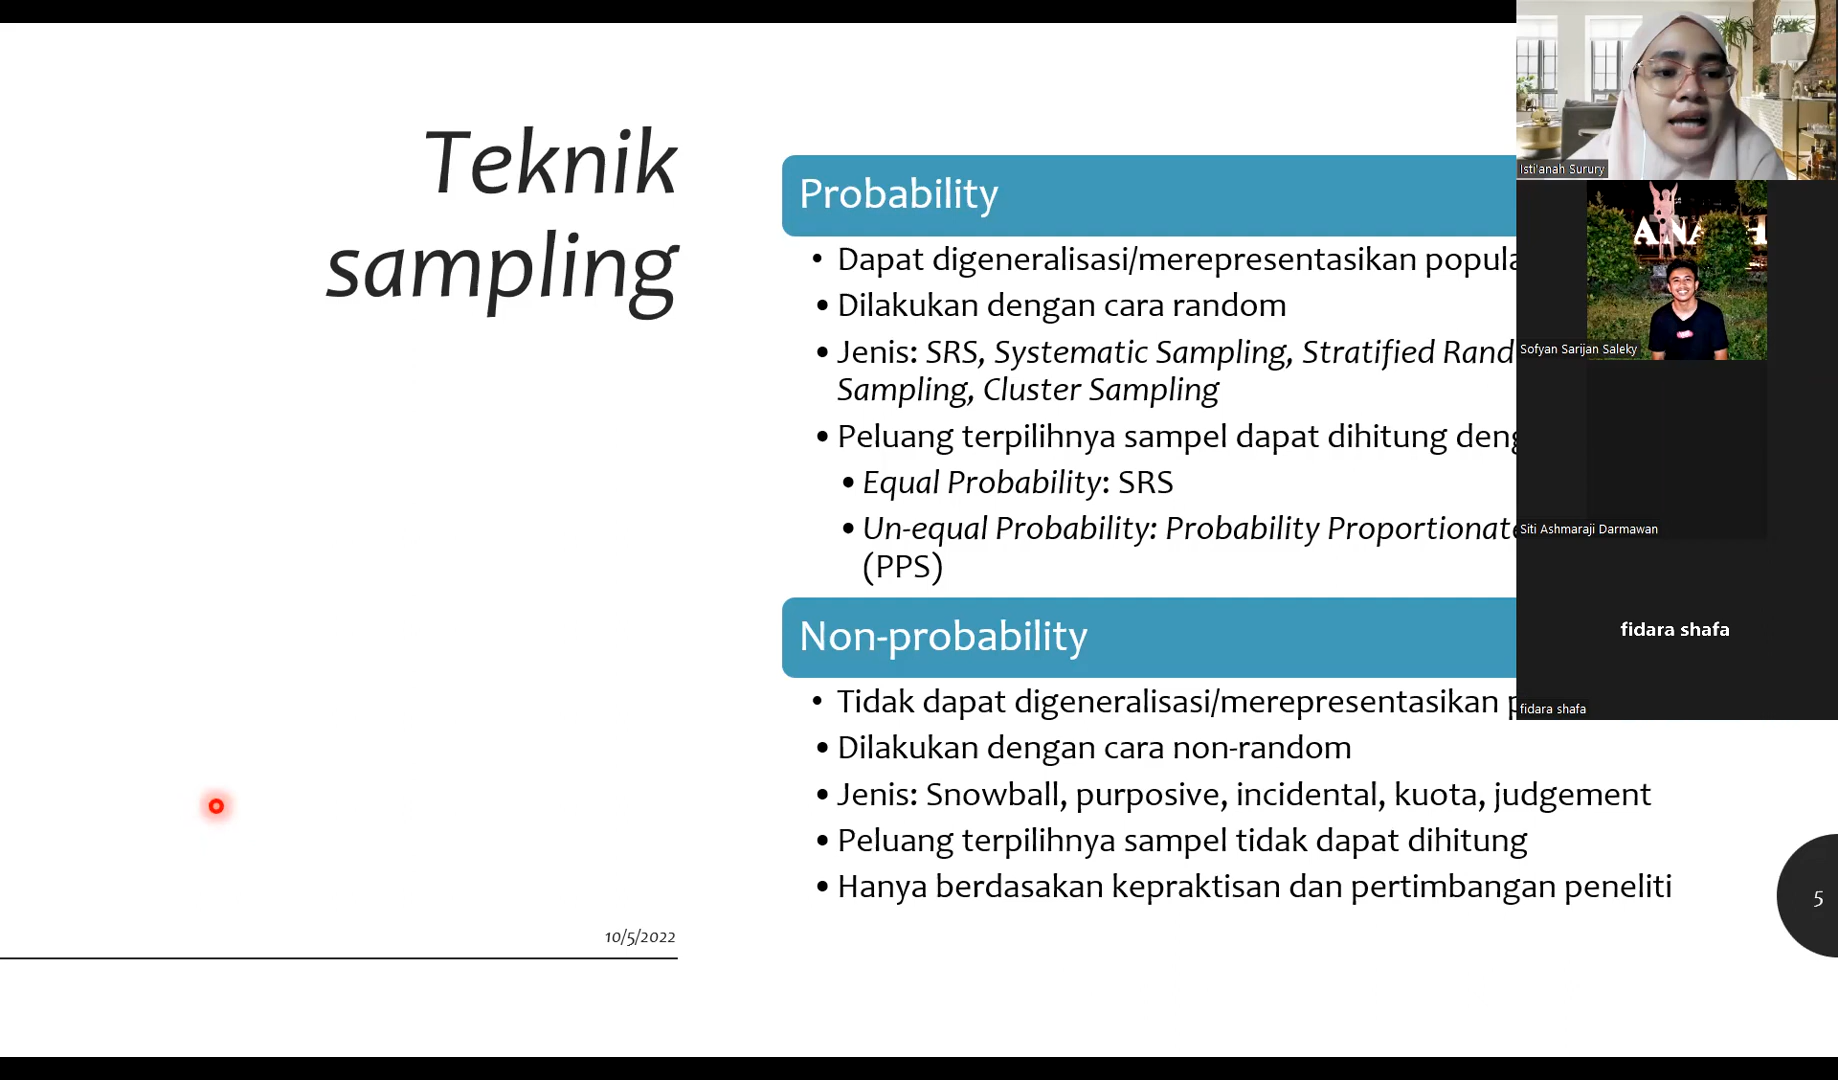 Teknik
sampling
10/5/2022
Probability
• Dapat digeneralisasi/merepresentasikan
• Dilakukan dengan cara random
• Jenis: SRS, Systematic Sampling, Stratified
Sampling, Cluster Sampling
• Peluang terpilihnya sampel dapat dihitung
• Equal Probability: SRS
• Un-equal Probability: Probability
(PPS)
Non-probability
• Tidak dapat digeneralisasi/merepresentasikan
• Dilakukan dengan cara non-random
• Jenis: Snowball, purposive, incidental, kuota, judgement
• Peluang terpilihnya sampel tidak dapat dihitung
• Hanya berdasakan kepraktisan dan pertimbangan peneliti
5
Isti'anah Surury
Sofyan Sarijan Saleky
Siti Ashmaraji Darmawan
fidara shafa
fidara shafa